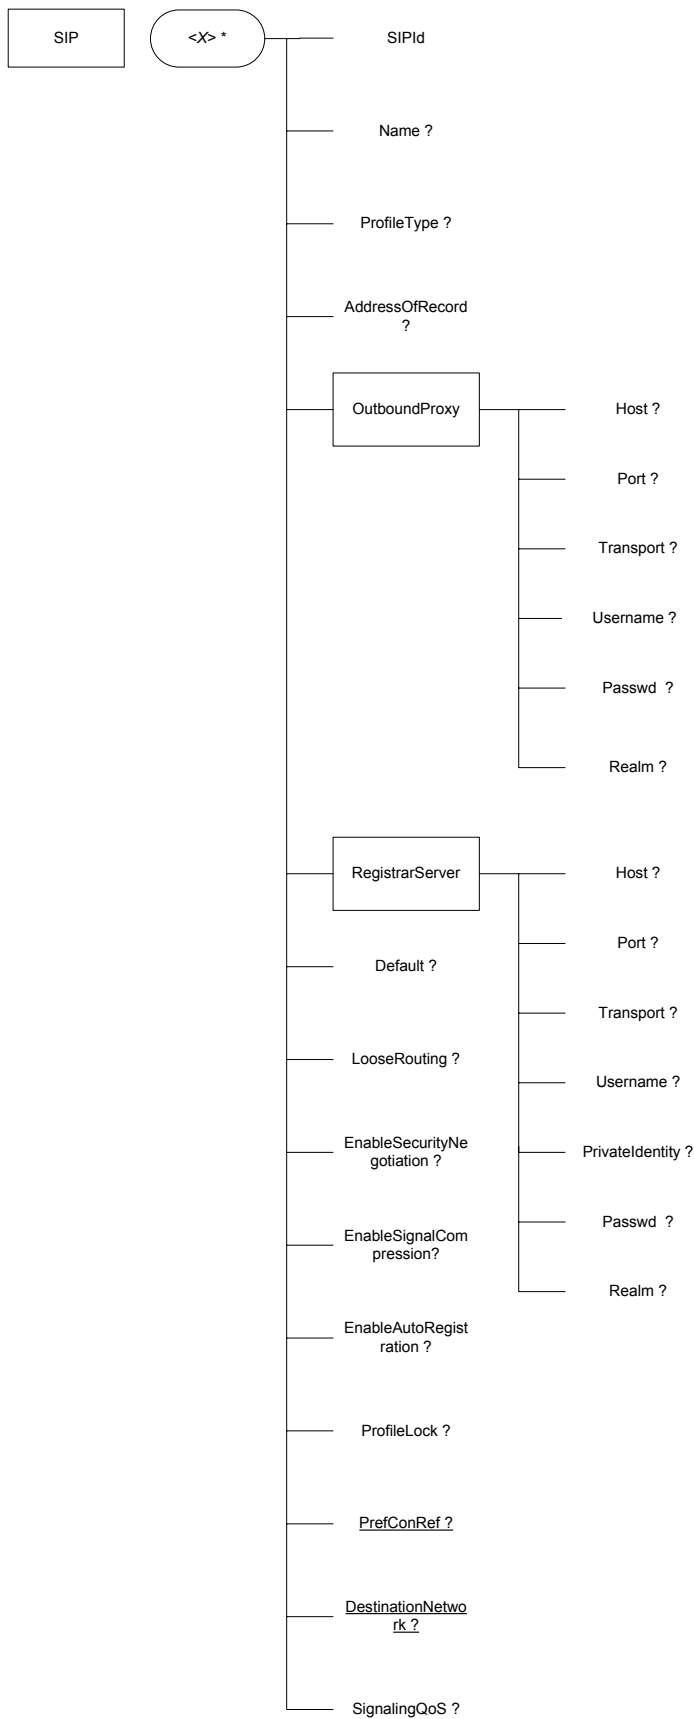 SIP
<X> *
SIPId
Name ?
ProfileType ?
AddressOfRecord
?
OutboundProxy
Host ?
Port ?
Transport ?
Username ?
Passwd  ?
Realm ?
RegistrarServer
Host ?
Port ?
Transport ?
Username ?
PrivateIdentity ?
Passwd  ?
Realm ?
Default ?
LooseRouting ?
EnableSecurityNe
gotiation ?
EnableSignalCom
pression?
EnableAutoRegist
ration ?
ProfileLock ?
PrefConRef ?
DestinationNetwo
rk ?
SignalingQoS ?